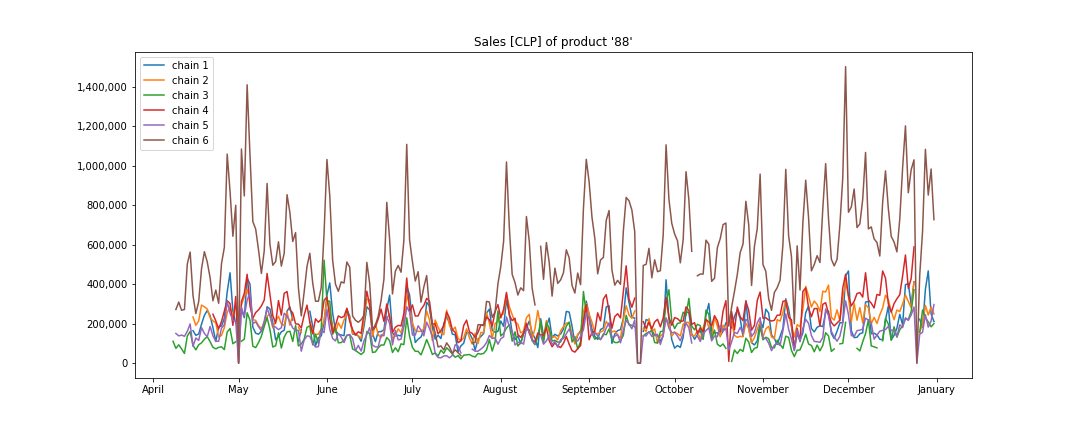 Sales [CLP] of product '88'
chain 1
chain 2
chain 3
chain 4
chain 5
chain 6
1,400,000
1,200,000
1,000,000
800,000
600,000
400,000
200,000
0
April May June July August September October November December January